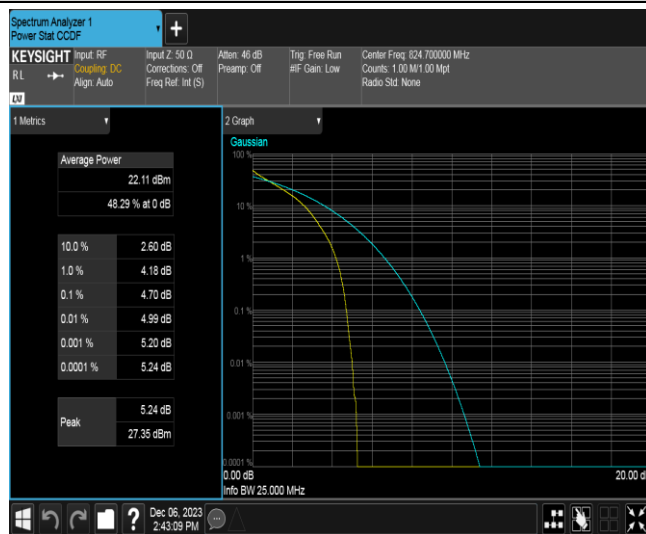 Spectrum Analyzer 1
Power Stat CCDF
KEYSIGHT
RL
LXI
Input: RF
Coupling: DC
Align: Auto
Input Z: 50 Ω
Corrections: Off
Freq Ref: Int (S)
Atten: 46 dB
Preamp: Off
Trig: Free Run
#IF Gain: Low
Center Freq: 824.700000 MHz
Counts: 1.00 M/1.00 Mpt
Radio Std: None
1 Metrics
Average Power
22.11 dBm
48.29 % at 0 dB
10.0 % 2.60 dB
1.0 % 4.18 dB
0.1 % 4.70 dB
0.01 % 4.99 dB
0.001 % 5.20 dB
0.0001 % 5.24 dB
Peak
5.24 dB
27.35 dBm
2 Graph
Gaussian
100 %
10 %
1 %
0.1 %
0.01 %
0.001 %
0.0001 %
0.00 dB
20.00 d
Info BW 25.000 MHz
?
Dec 06, 2023
2:43:09 PM